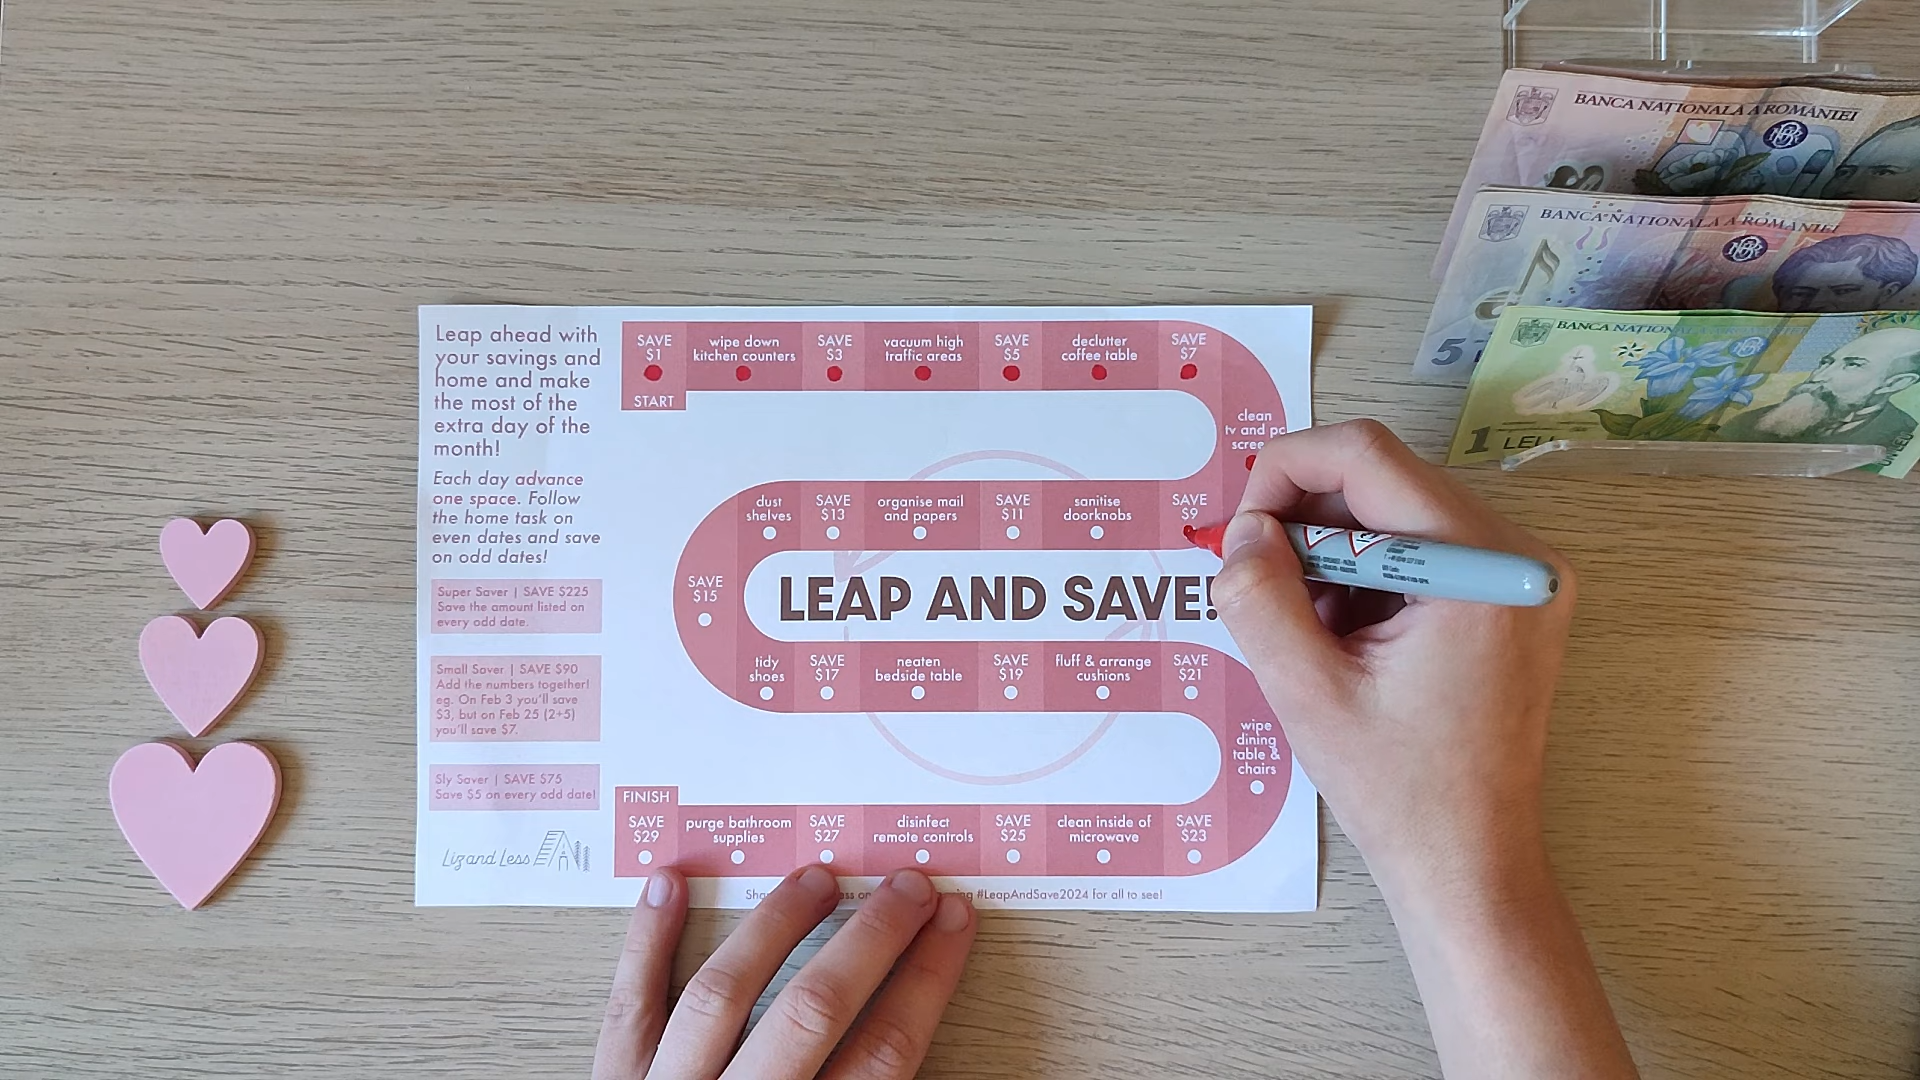 Leap ahead with
your savings and
home and make
the most of the
extra day of the
month!
Each day advance
one space. Follow
the home task on
even dates and save
on odd dates!
Super Saver | SAVE $225
Save the amount listed on
every odd date.
Small Saver | SAVE $90
Add the numbers together!
eg. On Feb 3 you'll save
$3, but on Feb 25 (2+5)
you'll save $7.
Sly Saver | SAVE $75
Save $5 on every odd date!
Liz and Less
SAVE
$1
START
wipe down
kitchen counters
SAVE
$3
vacuum high
traffic areas
SAVE
$5
declutter
coffee table
SAVE
$7
clean
tv and pc
SAVE
$9
sanitise
doorknobs
SAVE
$11
organise mail
and papers
SAVE
$13
dust
shelves
SAVE
$15
LEAP AND SAVE!
tidy
shoes
SAVE
$17
neaten
bedside table
SAVE
$19
fluff & arrange
cushions
SAVE
$21
wipe
dining
table &
chairs
SAVE
$23
clean inside of
microwave
SAVE
$25
disinfect
remote controls
SAVE
$27
purge bathroom
supplies
FINISH
SAVE
$29
#LeapAndSave2024 for all to see!
BANCA NAȚIONALĂ A ROMÂNIEI
BANCA NAȚIONALĂ A ROMÂNIEI
5
BANCA NAȚIONALĂ A ROMÂNIEI
1 LEU